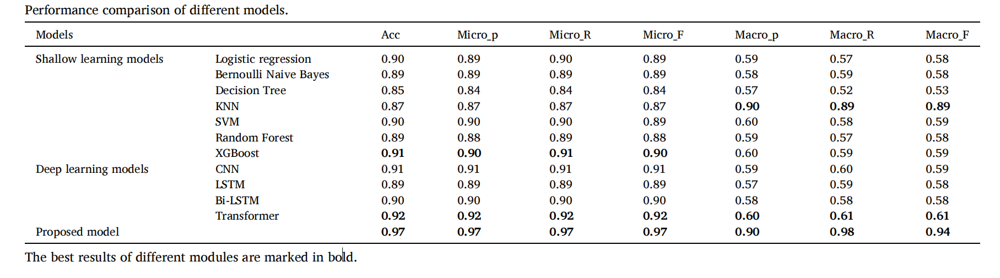 Performance comparison of different models.
Models Acc Micro_p Micro_R Micro_F Macro_p Macro_R Macro_F
Shallow learning models Logistic regression 0.90 0.89 0.90 0.89 0.59 0.57 0.58
Bernoulli Naive Bayes 0.89 0.89 0.89 0.89 0.58 0.59 0.58
Decision Tree 0.85 0.84 0.84 0.84 0.57 0.52 0.53
KNN 0.87 0.87 0.87 0.87 0.90 0.89 0.89
SVM 0.90 0.90 0.90 0.89 0.60 0.58 0.59
Random Forest 0.89 0.88 0.89 0.88 0.59 0.57 0.58
XGBoost 0.91 0.90 0.91 0.90 0.60 0.59 0.59
Deep learning models CNN 0.91 0.91 0.91 0.91 0.59 0.60 0.59
LSTM 0.89 0.89 0.89 0.89 0.57 0.59 0.58
Bi-LSTM 0.90 0.90 0.90 0.90 0.58 0.58 0.58
Transformer 0.92 0.92 0.92 0.92 0.60 0.61 0.61
Proposed model 0.97 0.97 0.97 0.97 0.90 0.98 0.94
The best results of different modules are marked in bold.